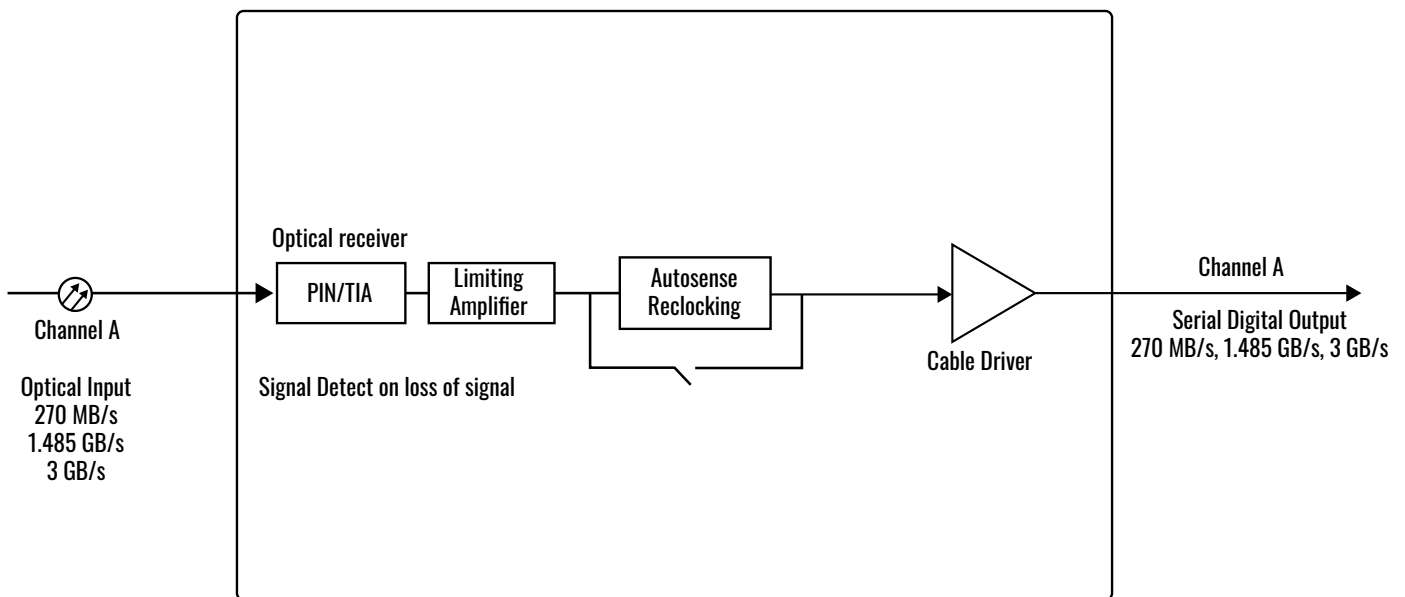 Optical receiver
PIN/TIA
Limiting
Amplifier
Autosense
Reclocking
Channel A
Optical Input
270 MB/s
1.485 GB/s
3 GB/s
Signal Detect on loss of signal
Cable Driver
Channel A
Serial Digital Output
270 MB/s, 1.485 GB/s, 3 GB/s